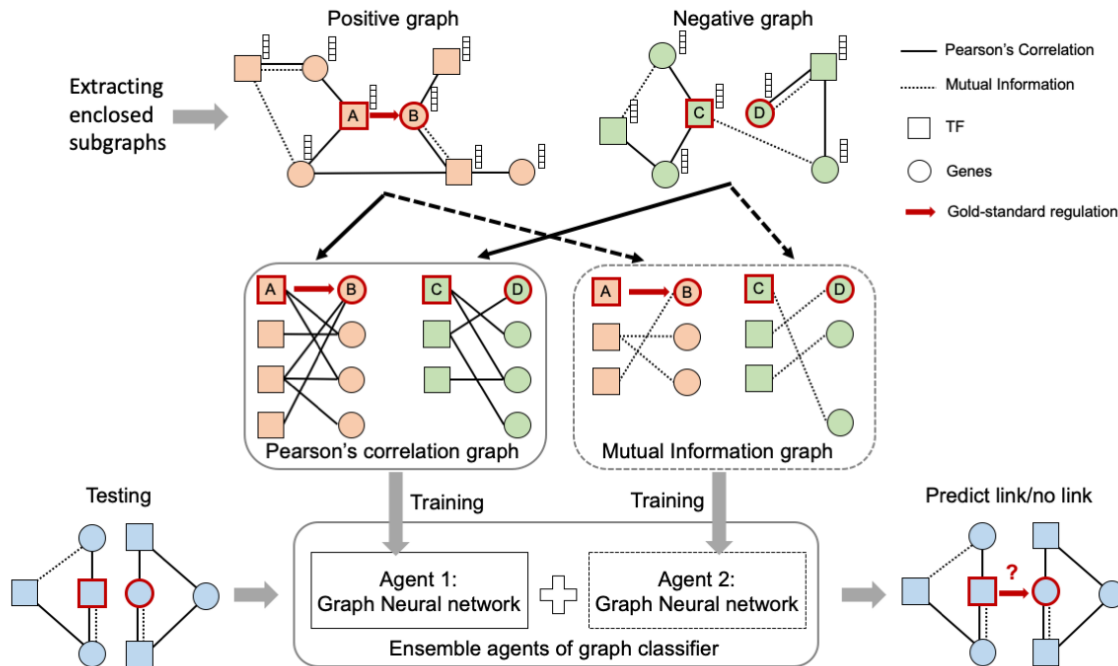 Positive graph
Negative graph
Extracting
enclosed
subgraphs
A
B
C
D
Pearson's Correlation
Mutual Information
TF
Genes
Gold-standard regulation
A
B
C
D
A
B
C
D
Pearson's correlation graph
Mutual Information graph
Testing
Training
Training
Predict link/no link
Agent 1:
Graph Neural network
Agent 2:
Graph Neural network
?
Ensemble agents of graph classifier